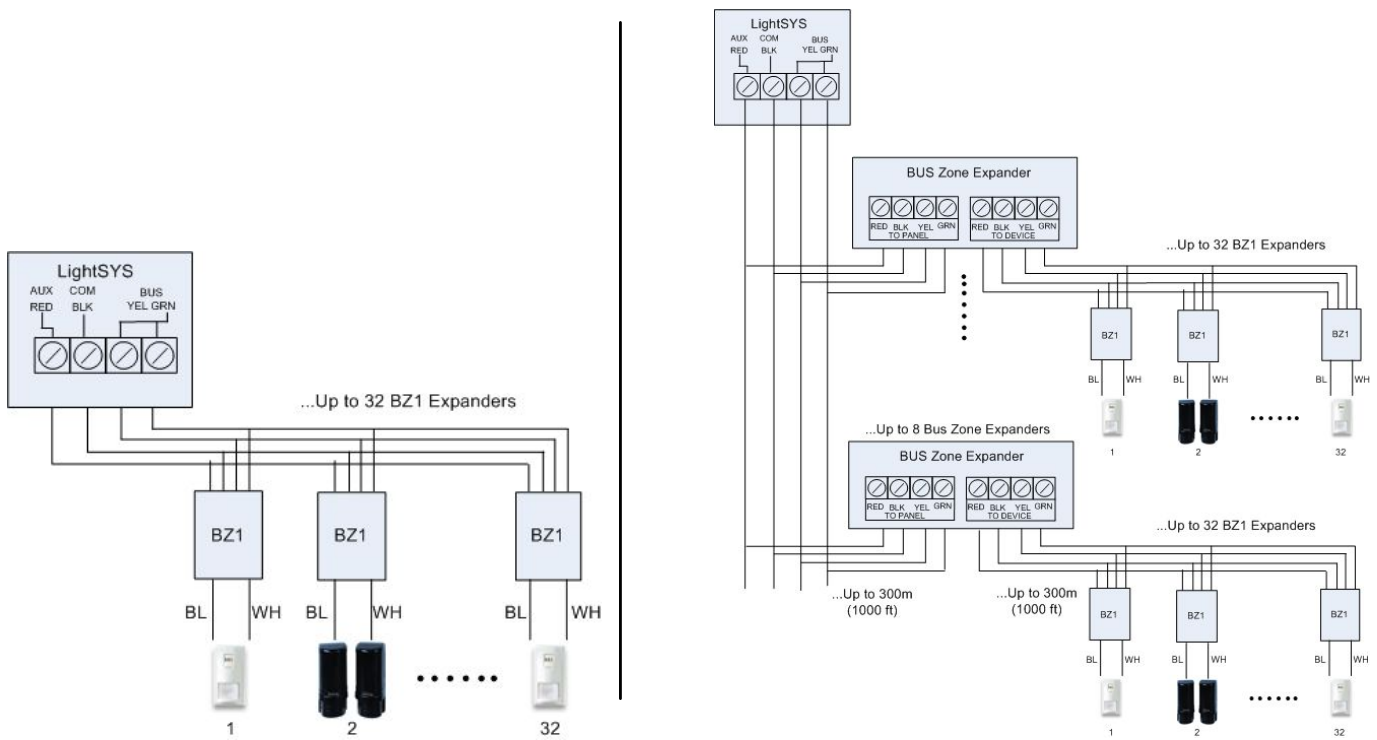 LightSYS
AUX COM BUS
RED BLK YEL GRN
...Up to 32 BZ1 Expanders
BZ1 BZ1 BZ1
BL WH BL WH BL WH
1 2 32
LightSYS
AUX COM BUS
RED BLK YEL GRN
BUS Zone Expander
RED BLK YEL GRN RED BLK YEL GRN
TO PANEL TO DEVICE
...Up to 32 BZ1 Expanders
BZ1 BZ1 BZ1
BL WH BL WH BL WH
1 2 32
...Up to 8 Bus Zone Expanders
BUS Zone Expander
RED BLK YEL GRN RED BLK YEL GRN
TO PANEL TO DEVICE
...Up to 32 BZ1 Expanders
...Up to 300m ...Up to 300m
(1000 ft) (1000 ft)
BZ1 BZ1 BZ1
BL WH BL WH BL WH
1 2 32